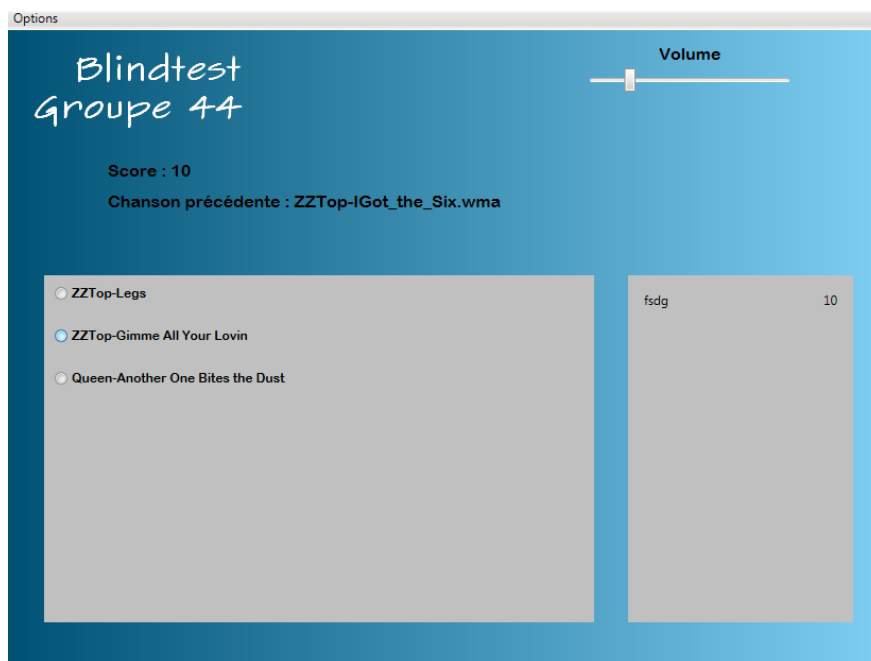 Options
Blindtest
Groupe 44
Volume
Score : 10
Chanson précédente : ZZTop-IGot_the_Six.wma
ZZTop-Legs
ZZTop-Gimme All Your Lovin
Queen-Another One Bites the Dust
fsdg 10